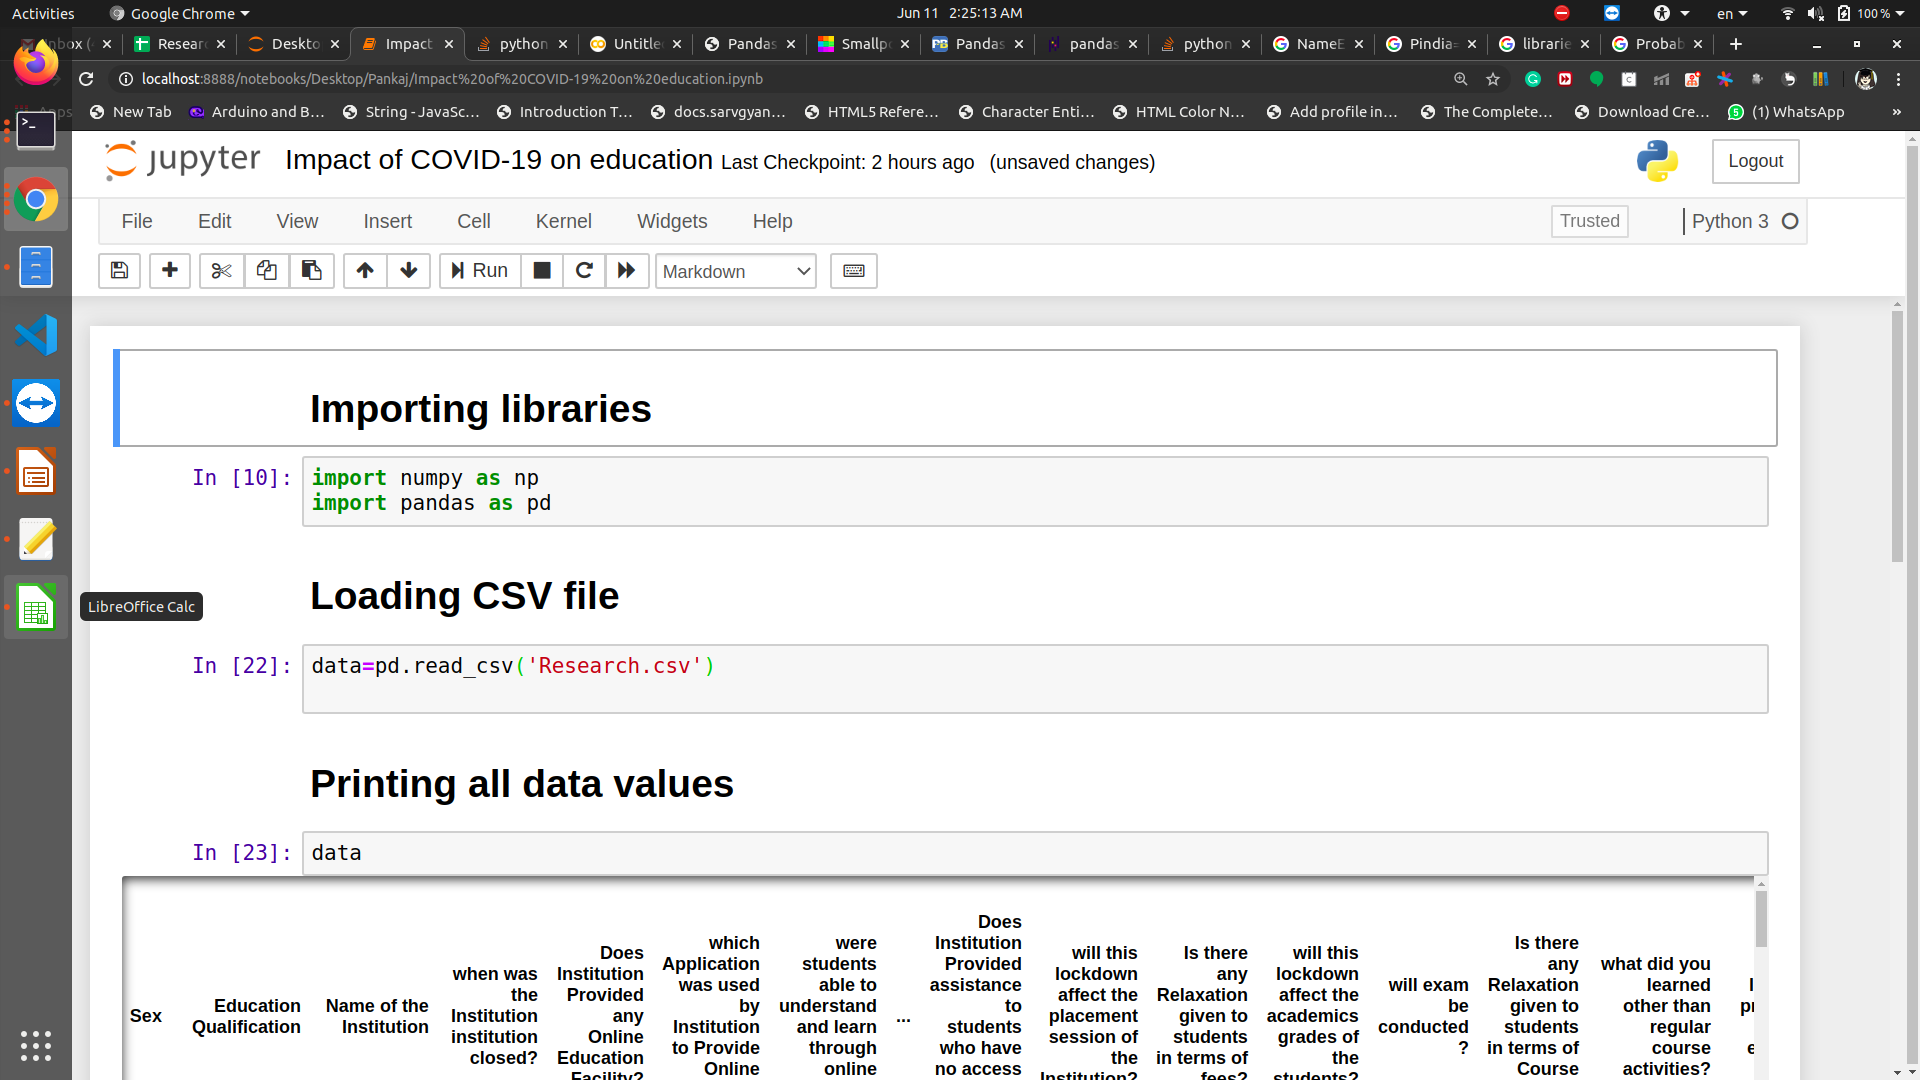 Activities Google Chrome Jun 11 2:25:13 AM en 100 %
Inbox ( Resear Deskto Impact python Untitle Pandas Smallp Pandas pandas python NameE Pindia= librarie Probab
localhost:8888/notebooks/Desktop/Pankaj/Impact%20of%20COVID-19%20on%20education.ipynb
Apps New Tab Arduino and B... String - JavaSc... Introduction T... docs.sarvgyan... HTML5 Refere... Character Enti... HTML Color N... Add profile in... The Complete... Download Cre... (1) WhatsApp »
jupyter Impact of COVID-19 on education Last Checkpoint: 2 hours ago (unsaved changes) Logout
File Edit View Insert Cell Kernel Widgets Help Trusted Python 3
Run Markdown
Importing libraries
In [10]: import numpy as np
import pandas as pd
Loading CSV file
LibreOffice Calc
In [22]: data=pd.read_csv('Research.csv')
Printing all data values
In [23]: data
Sex
Education
Qualification
Name of the
Institution
when was
the
Institution
institution
closed?
Does
Institution
Provided
any
Online
Education
Facility?
which
Application
was used
by
Institution
to Provide
Online
were
students
able to
understand
and learn
through
online
...
Does
Institution
Provided
assistance
to
students
who have
no access
will this
lockdown
affect the
placement
session of
the
Institution?
Is there
any
Relaxation
given to
students
in terms of
fees?
will this
lockdown
affect the
academics
grades of
the
students?
will exam
be
conducted
?
Is there
any
Relaxation
given to
students
in terms of
Course
what did you
learned
other than
regular
course
activities?